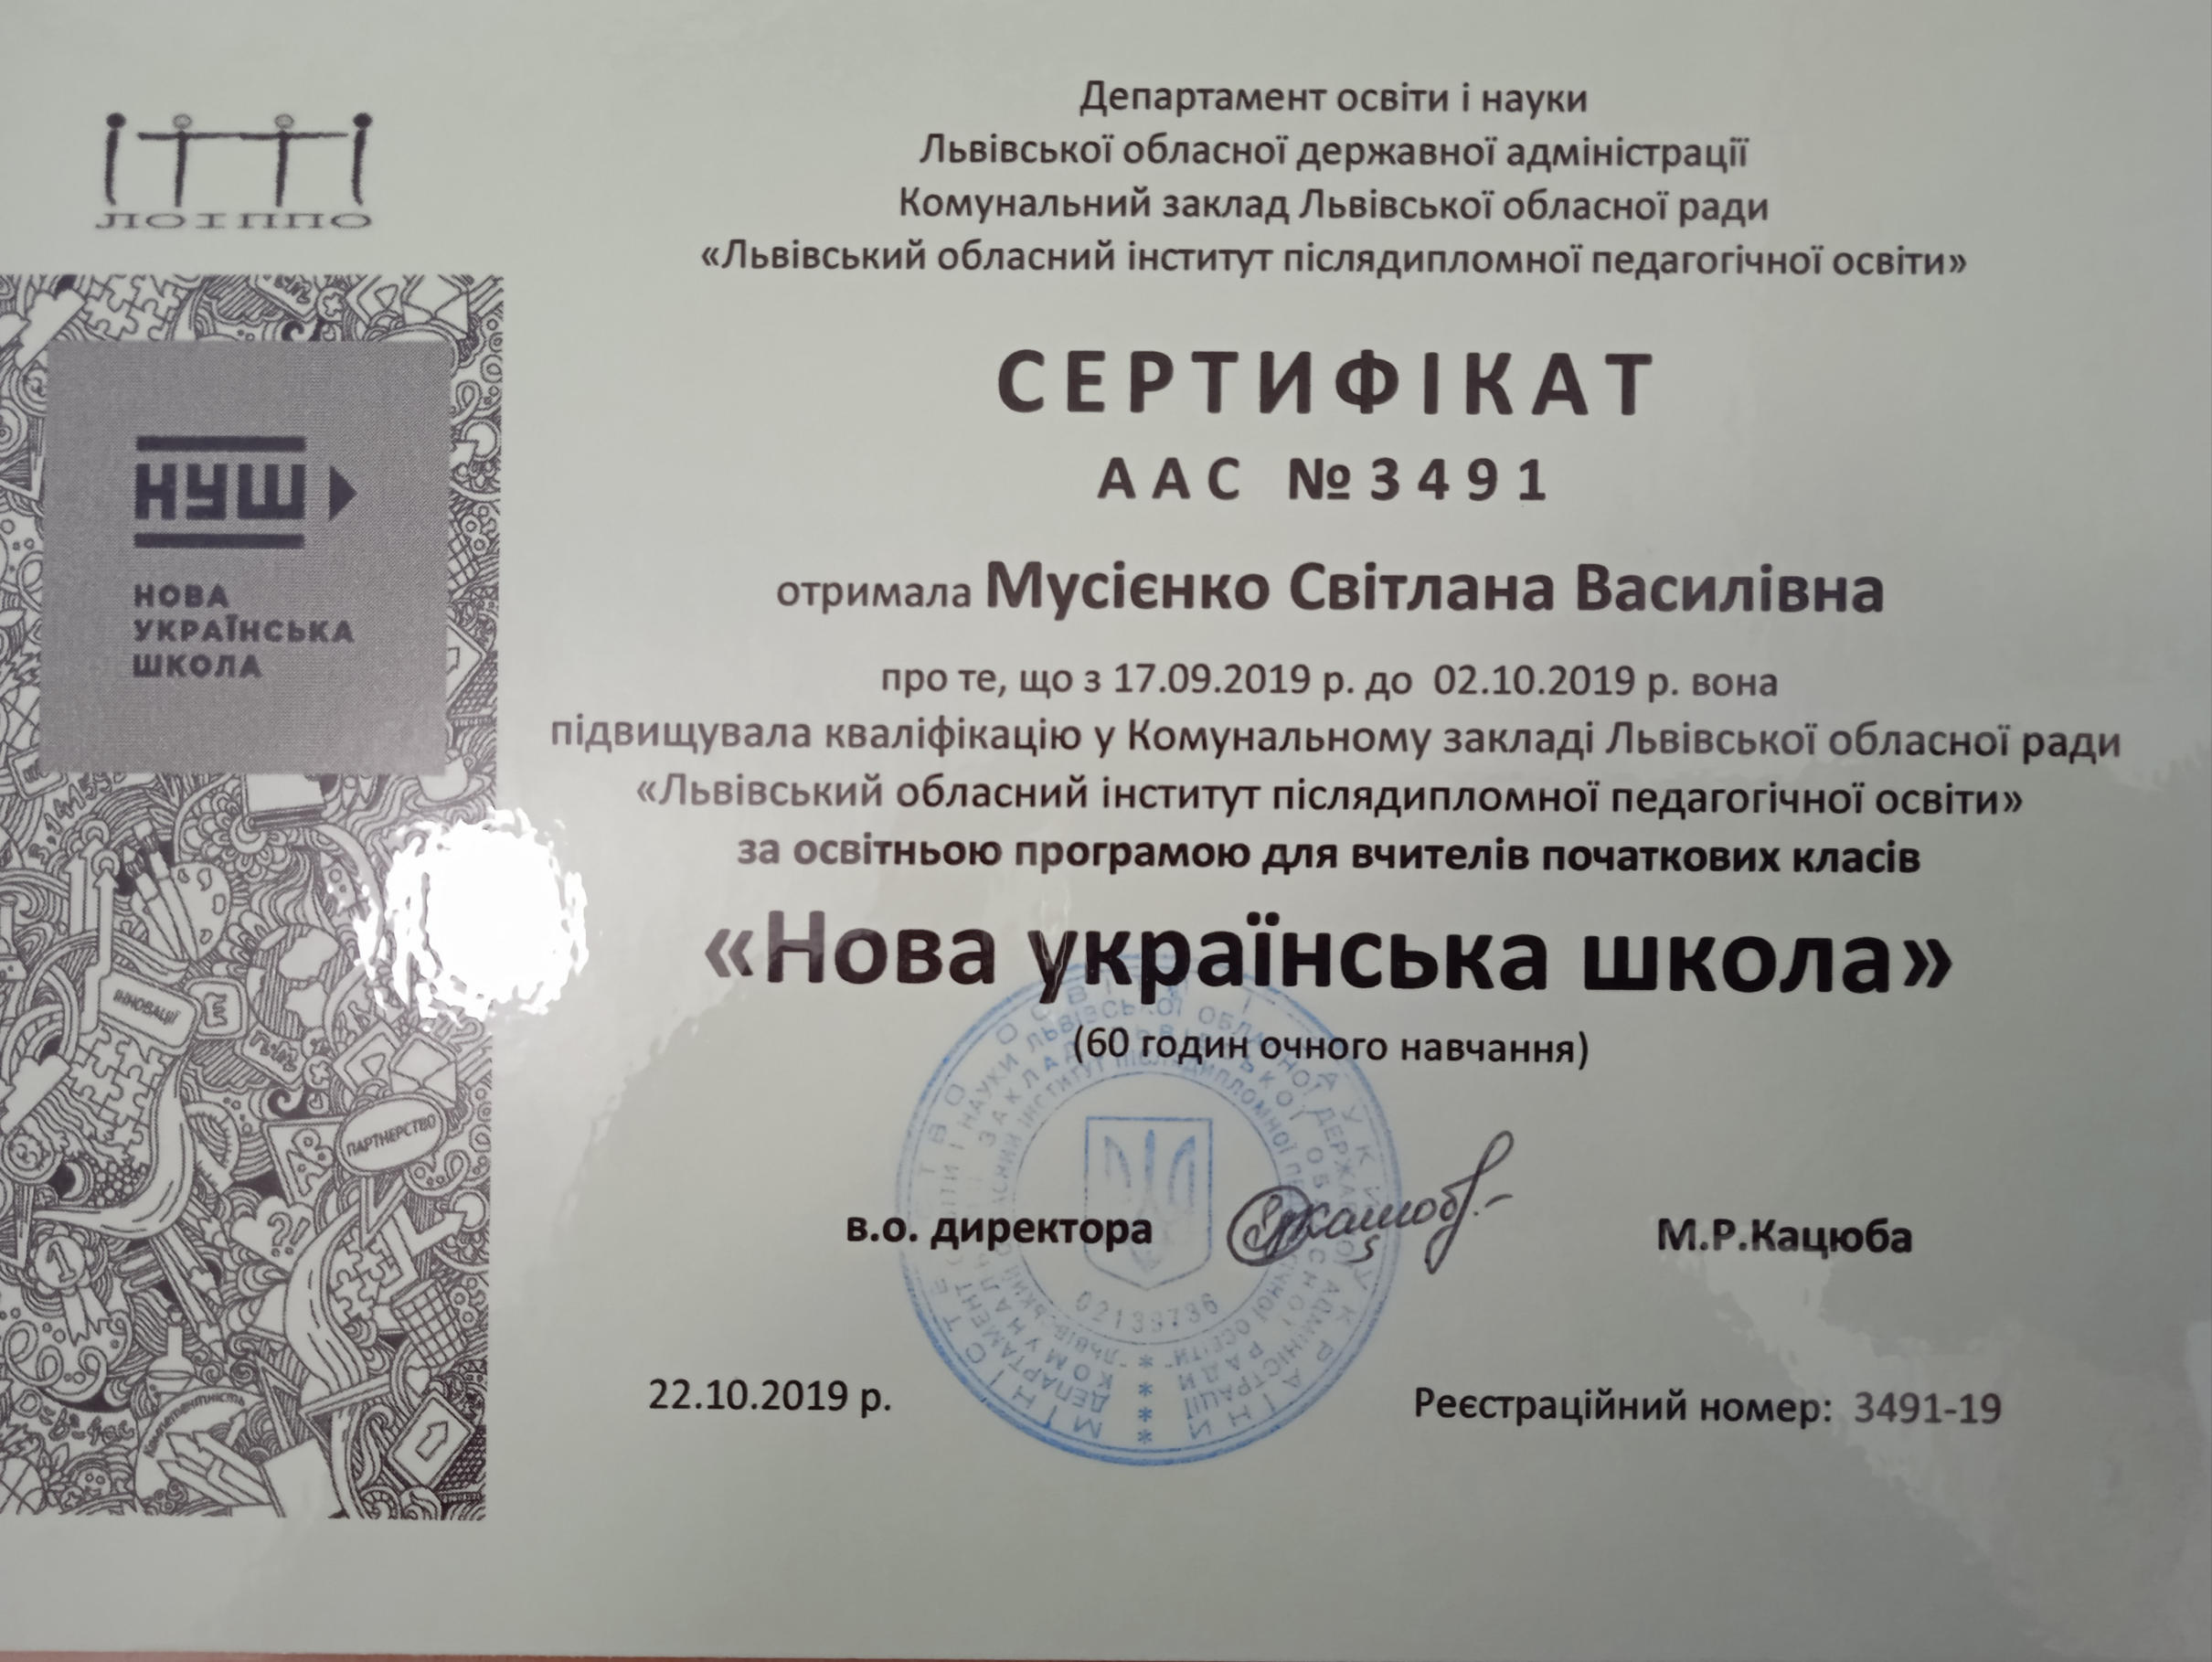 ЛОІППО
Департамент освіти і науки
Львівської обласної державної адміністрації
Комунальний заклад Львівської обласної ради
«Львівський обласний інститут післядипломної педагогічної освіти»
СЕРТИФІКАТ
ААС №3491
НУШ
НОВА
УКРАЇНСЬКА
ШКОЛА
отримала Мусієнко Світлана Василівна
про те, що з 17.09.2019 р. до 02.10.2019 р. вона
підвищувала кваліфікацію у Комунальному закладі Львівської обласної ради
«Львівський обласний інститут післядипломної педагогічної освіти»
за освітньою програмою для вчителів початкових класів
«Нова українська школа»
(60 годин очного навчання)
ІННОВАЦІЇ
ПАРТНЕРСТВО
в.о. директора
М.Р.Кацюба
22.10.2019 р.
Реєстраційний номер: 3491-19